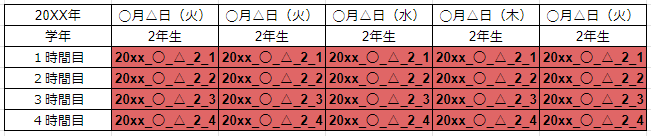 20XX年 ○月△日（火） ○月△日（火） ○月△日（水） ○月△日（木） ○月△日（火）
学年 2年生 2年生 2年生 2年生 2年生
１時間目 20xx_○_△_2_1 20xx_○_△_2_1 20xx_○_△_2_1 20xx_○_△_2_1 20xx_○_△_2_1
２時間目 20xx_○_△_2_2 20xx_○_△_2_2 20xx_○_△_2_2 20xx_○_△_2_2 20xx_○_△_2_2
３時間目 20xx_○_△_2_3 20xx_○_△_2_3 20xx_○_△_2_3 20xx_○_△_2_3 20xx_○_△_2_3
４時間目 20xx_○_△_2_4 20xx_○_△_2_4 20xx_○_△_2_4 20xx_○_△_2_4 20xx_○_△_2_4